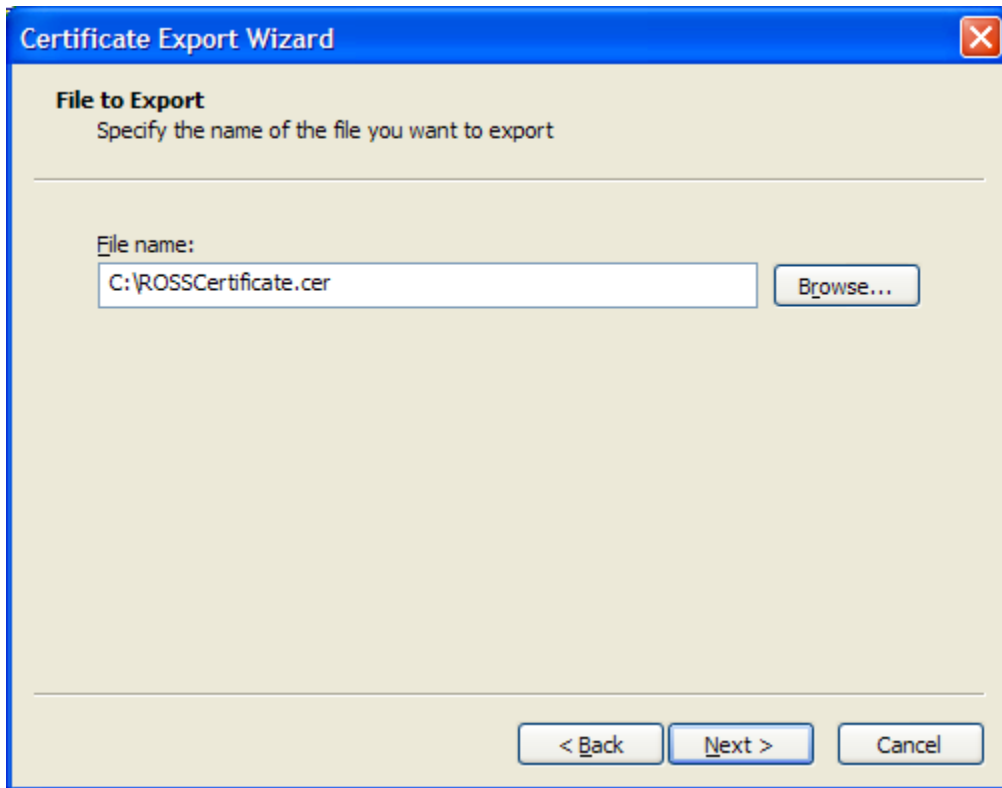 Certificate Export Wizard
File to Export
Specify the name of the file you want to export
File name:
C:\ROSSCertificate.cer
Browse...
< Back
Next >
Cancel